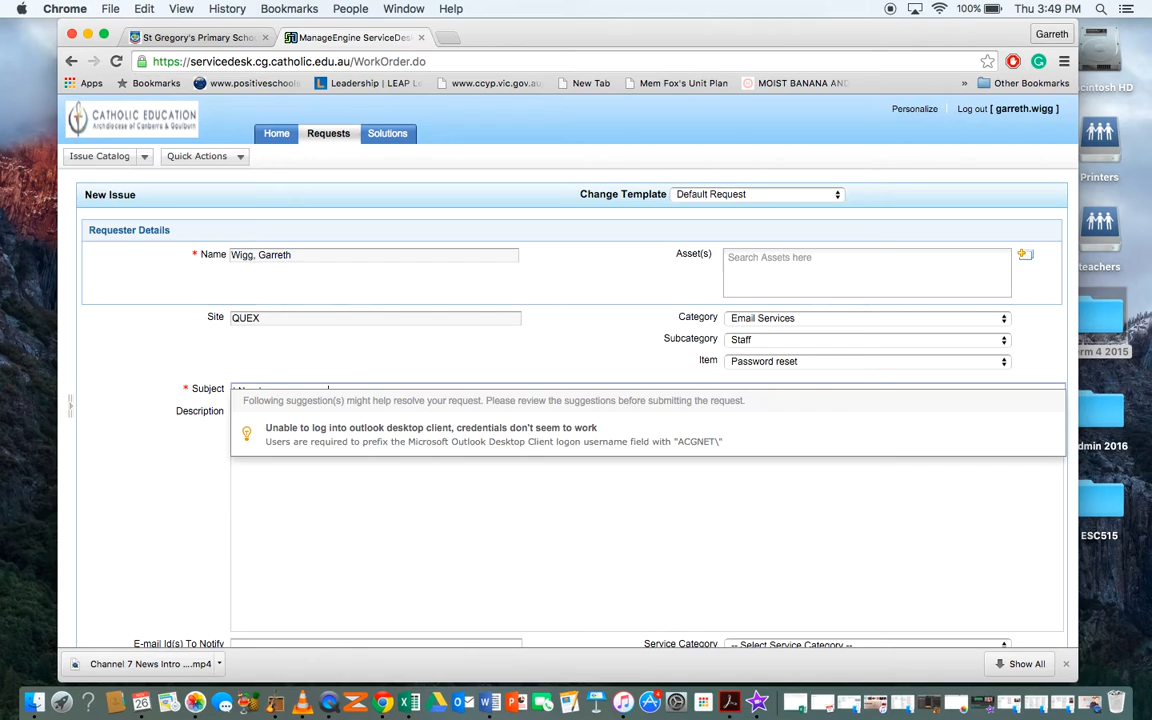 Chrome File Edit View History Bookmarks People Window Help 100% Thu 3:49 PM
St Gregory's Primary Scho ManageEngine ServiceDes Garreth
https://servicedesk.cg.catholic.edu.au/WorkOrder.do
Apps Bookmarks www.positiveschools Leadership | LEAP L www.ccyp.vic.gov.au New Tab Mem Fox's Unit Plan MOIST BANANA AND » Other Bookmarks
CATHOLIC EDUCATION
Archdiocese of Canberra & Goulburn
Personalize Log out [ garreth.wigg ]
Home Requests Solutions
Issue Catalog Quick Actions
New Issue Change Template Default Request
Requester Details
* Name Wigg, Garreth Asset(s) Search Assets here
Site QUEX Category Email Services
Subcategory Staff
Item Password reset
* Subject
Description
Following suggestion(s) might help resolve your request. Please review the suggestions before submitting the request.
Unable to log into outlook desktop client, credentials don't seem to work
Users are required to prefix the Microsoft Outlook Desktop Client logon username field with "ACGNET\"
E-mail Id(s) To Notify Service Category -- Select Service Category --
Channel 7 News Intro ....mp4 Show All
acintosh HD
Printers
teachers
erm 4 2015
dmin 2016
ESC515
26
4